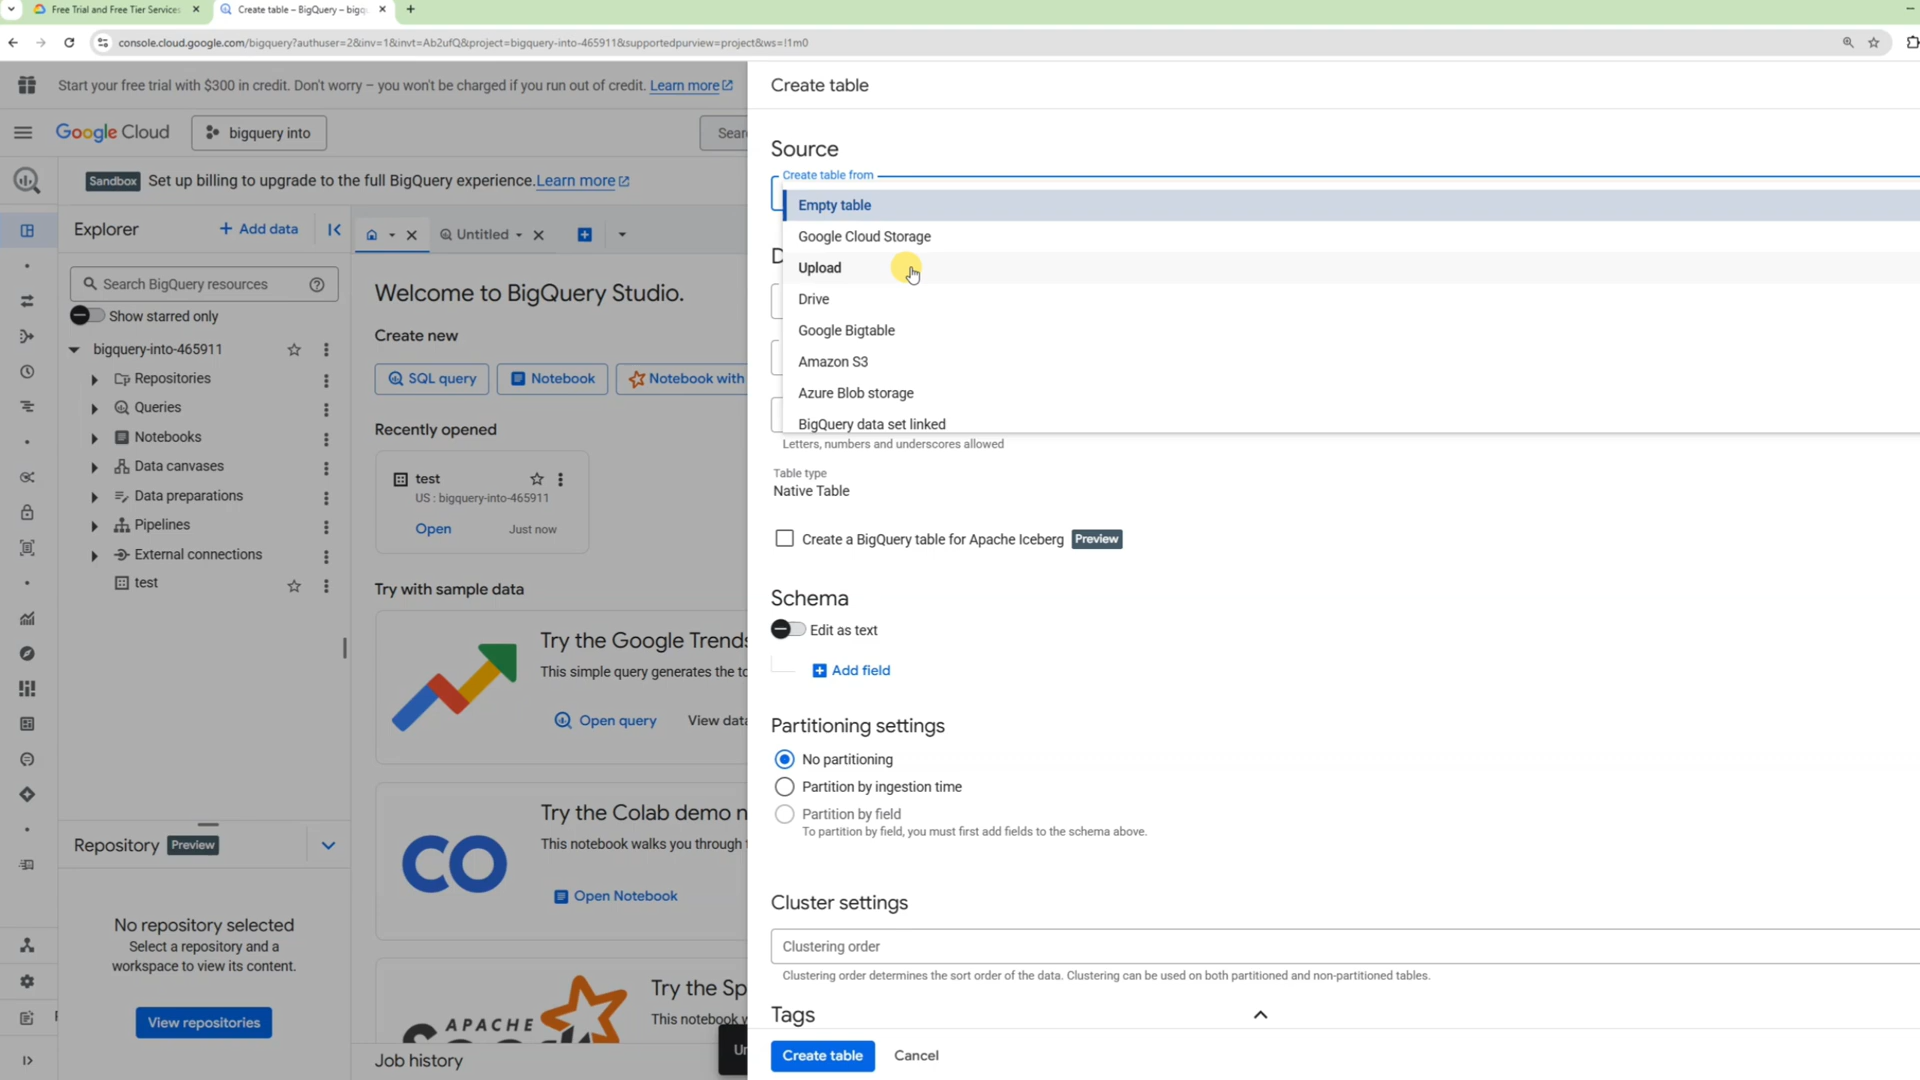 Free Trial and Free Tier Services
Create table – BigQuery – bigq
console.cloud.google.com/bigquery?authuser=2&inv=1&invt=Ab2ufQ&project=bigquery-into-465911&supportedpurview=project&ws=!1m0
Start your free trial with $300 in credit. Don't worry – you won't be charged if you run out of credit. Learn more
Google Cloud
bigquery into
Sandbox Set up billing to upgrade to the full BigQuery experience. Learn more
Explorer
+ Add data
Untitled
Search BigQuery resources
Show starred only
bigquery-into-465911
Repositories
Queries
Notebooks
Data canvases
Data preparations
Pipelines
External connections
test
Repository Preview
No repository selected
Select a repository and a
workspace to view its content.
View repositories
Welcome to BigQuery Studio.
Create new
SQL query
Notebook
Notebook with
Recently opened
test
US : bigquery-into-465911
Open
Just now
Try with sample data
Try the Google Trends
This simple query generates the to
Open query
View data
Try the Colab demo n
This notebook walks you through
Open Notebook
Try the Sp
This notebook w
APACHE
Job history
Create table
Source
Create table from
Empty table
Google Cloud Storage
Upload
Drive
Google Bigtable
Amazon S3
Azure Blob storage
BigQuery data set linked
Letters, numbers and underscores allowed
Table type
Native Table
Create a BigQuery table for Apache Iceberg Preview
Schema
Edit as text
Add field
Partitioning settings
No partitioning
Partition by ingestion time
Partition by field
To partition by field, you must first add fields to the schema above.
Cluster settings
Clustering order
Clustering order determines the sort order of the data. Clustering can be used on both partitioned and non-partitioned tables.
Tags
Create table
Cancel